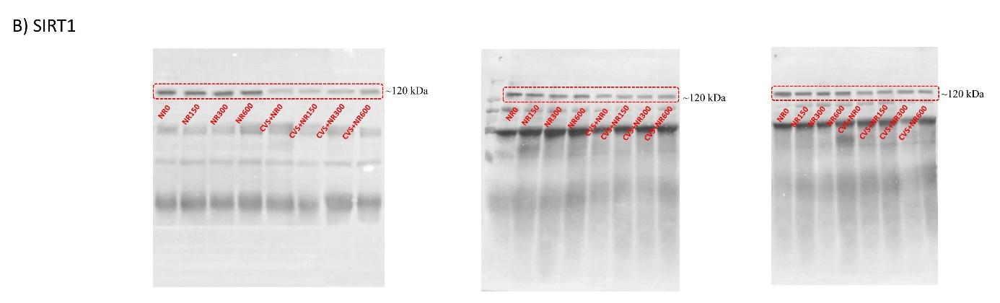 B) SIRT1
~120 kDa
NR0
NR150
NR300
NR600
CVS+NR0
CVS+NR150
CVS+NR300
CVS+NR600
~120 kDa
NR0
NR150
NR300
NR600
CVS+NR0
CVS+NR150
CVS+NR300
CVS+NR600
~120 kDa
NR0
NR150
NR300
NR600
CVS+NR0
CVS+NR150
CVS+NR300
CVS+NR600